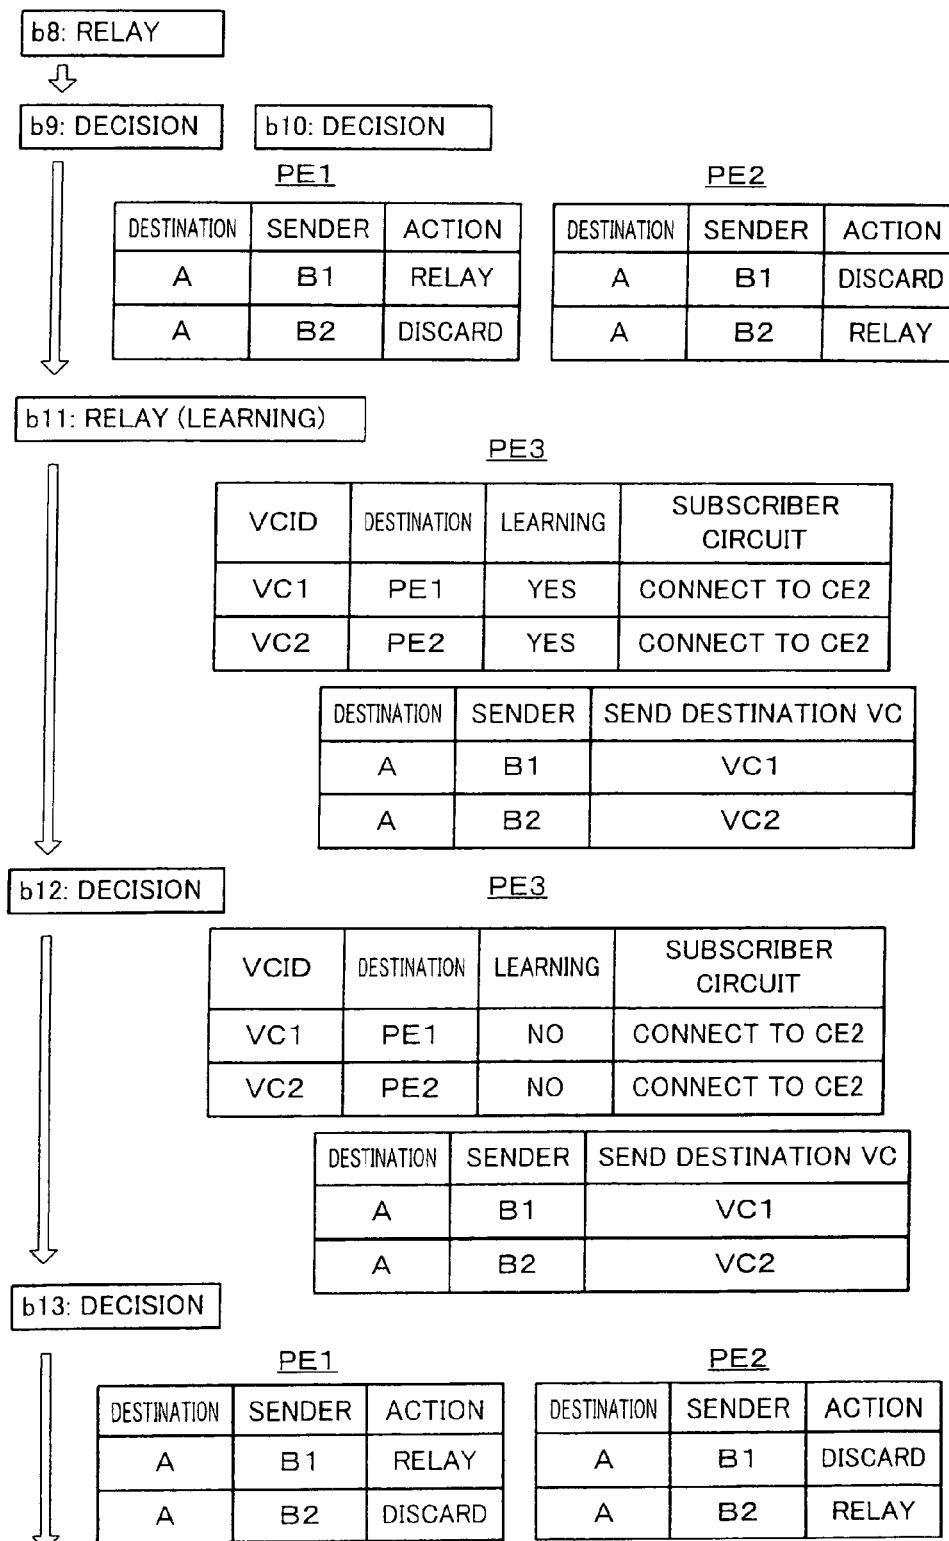 b8: RELAY
b9: DECISION
b10: DECISION
PE1
DESTINATION SENDER ACTION
A B1 RELAY
A B2 DISCARD
PE2
DESTINATION SENDER ACTION
A B1 DISCARD
A B2 RELAY
b11: RELAY (LEARNING)
PE3
VCID DESTINATION LEARNING SUBSCRIBER CIRCUIT
VC1 PE1 YES CONNECT TO CE2
VC2 PE2 YES CONNECT TO CE2
DESTINATION SENDER SEND DESTINATION VC
A B1 VC1
A B2 VC2
b12: DECISION
PE3
VCID DESTINATION LEARNING SUBSCRIBER CIRCUIT
VC1 PE1 NO CONNECT TO CE2
VC2 PE2 NO CONNECT TO CE2
DESTINATION SENDER SEND DESTINATION VC
A B1 VC1
A B2 VC2
b13: DECISION
PE1
DESTINATION SENDER ACTION
A B1 RELAY
A B2 DISCARD
PE2
DESTINATION SENDER ACTION
A B1 DISCARD
A B2 RELAY